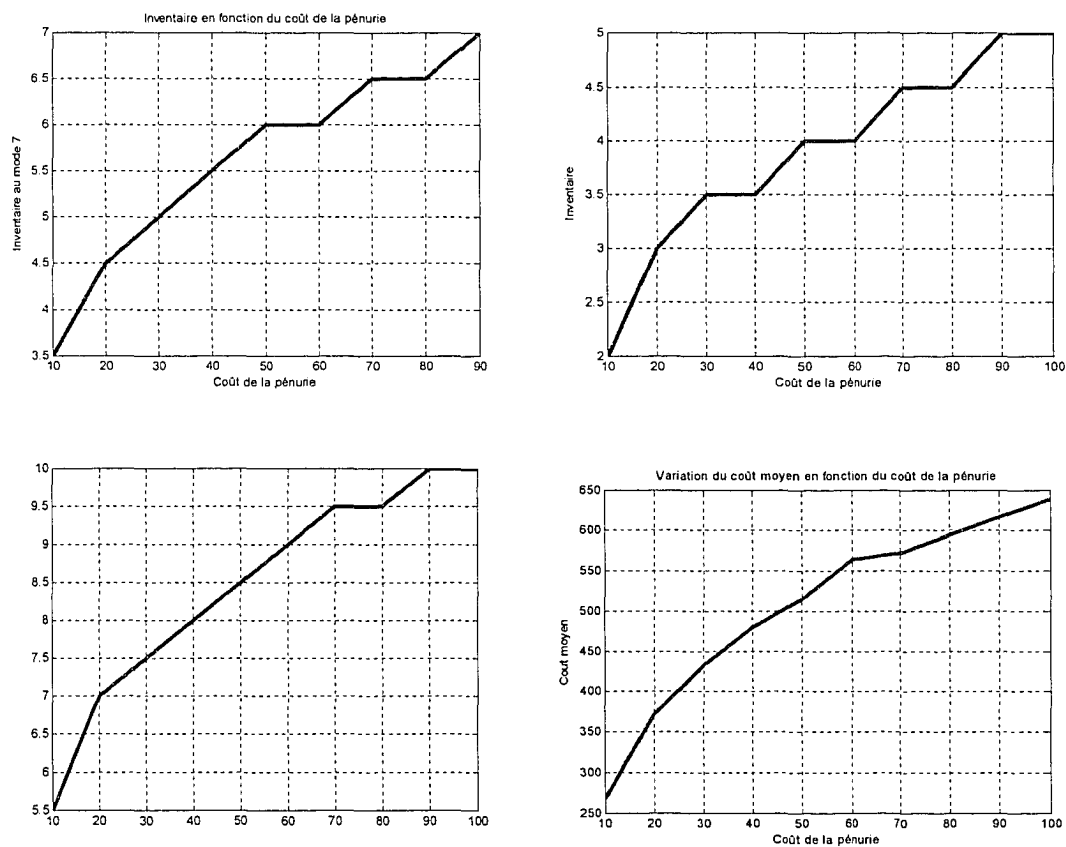 Inventaire en fonction du coût de la pénurie
7
6.5
6
5.5
5
4.5
4
3.5
Inventaire au mode 7
10 20 30 40 50 60 70 80 90
Coût de la pénurie
5
4.5
4
3.5
3
2.5
2
Inventaire
10 20 30 40 50 60 70 80 90 100
Coût de la pénurie
10
9.5
9
8.5
8
7.5
7
6.5
6
5.5
10 20 30 40 50 60 70 80 90 100
Variation du coût moyen en fonction du coût de la pénurie
650
600
550
500
450
400
350
300
250
Cout moyen
10 20 30 40 50 60 70 80 90 100
Coût de la pénurie